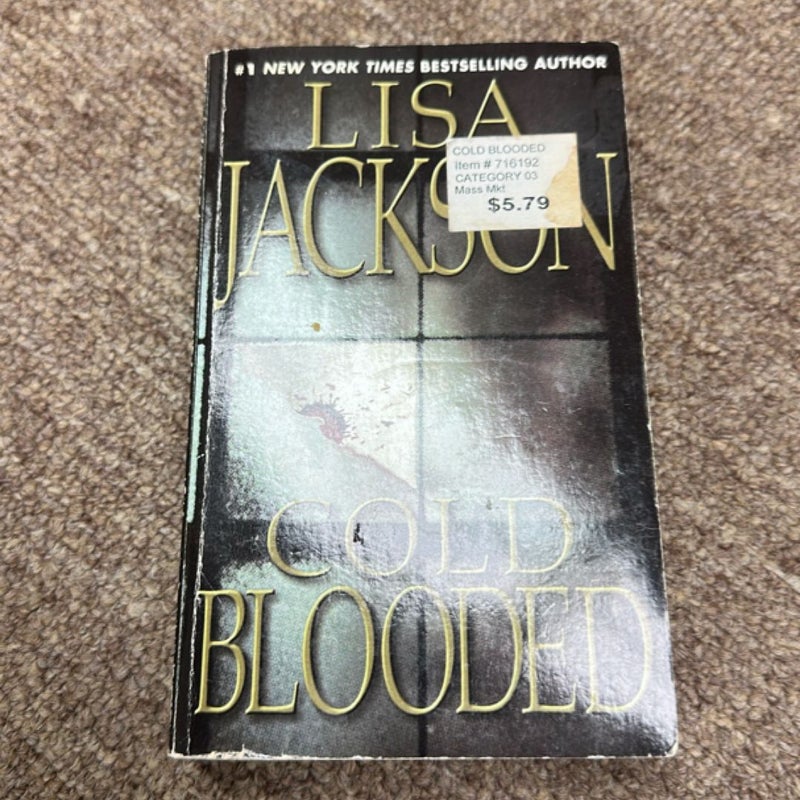 #1 NEW YORK TIMES BESTSELLING AUTHOR
LISA
JACKSON
COLD BLOODED
Item # 716192
CATEGORY 03
Mass Mkt
$5.79
COLD
BLOODED